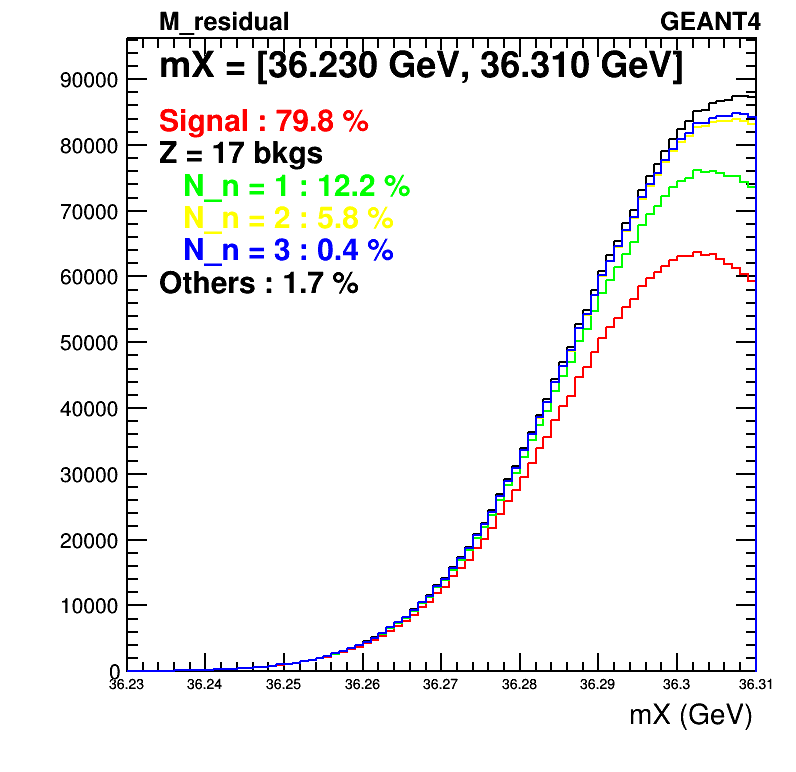 M_residual GEANT4
mX = [36.230 GeV, 36.310 GeV]
Signal : 79.8 %
Z = 17 bkgs
N_n = 1 : 12.2 %
N_n = 2 : 5.8 %
N_n = 3 : 0.4 %
Others : 1.7 %
90000
80000
70000
60000
50000
40000
30000
20000
10000
0
36.23 36.24 36.25 36.26 36.27 36.28 36.29 36.3 36.31
mX (GeV)